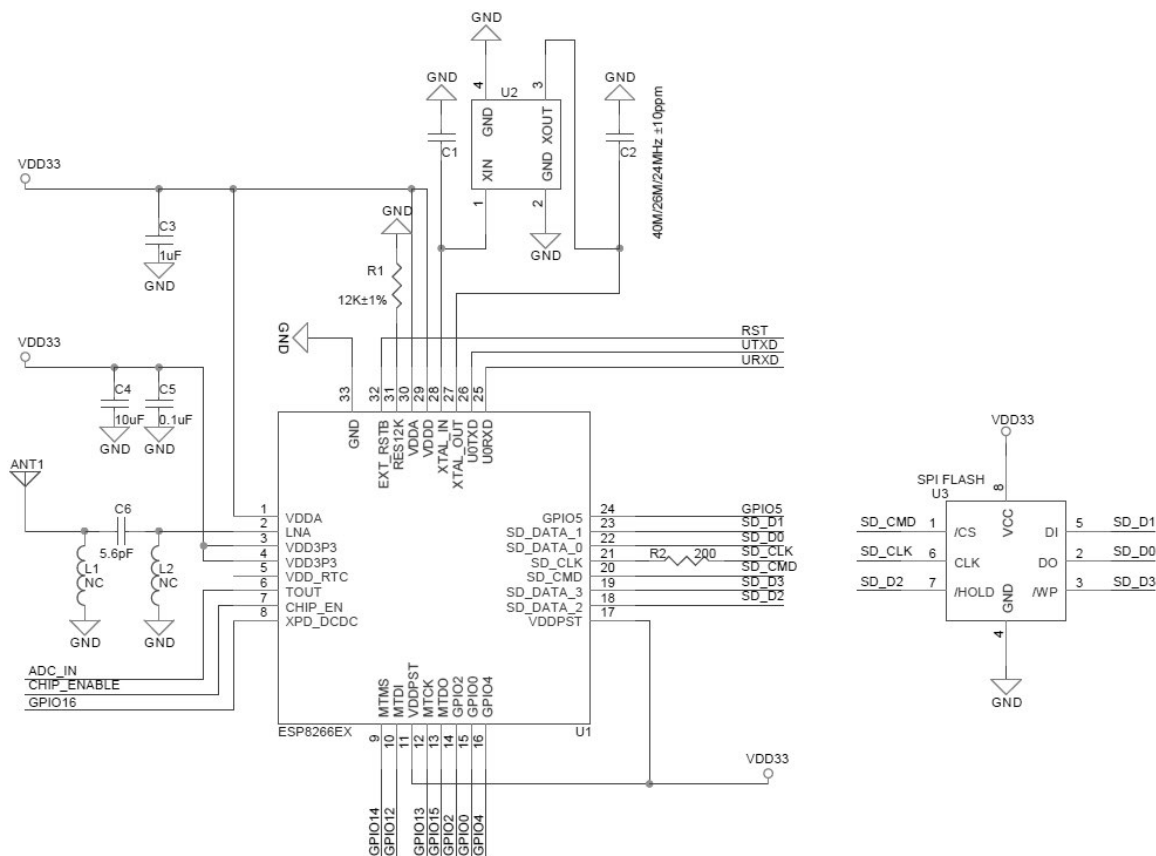 GND
GND
4
U2
3
GND
GND
XOUT
C1
C2
XIN
GND
40M/26M/24MHz ±10ppm
1
2
GND
VDD33
C3
1uF
GND
GND
R1
12K±1%
GND
RST
UTXD
URXD
VDD33
C4
C5
10uF
0.1uF
GND
GND
33
32
31
30
29
28
27
26
25
GND
EXT_RSTB
RES12K
VDDA
VDDD
XTAL_IN
XTAL_OUT
U0TXD
U0RXD
ANT1
C6
5.6pF
L1
NC
L2
NC
GND
GND
1
VDDA
2
LNA
3
VDD3P3
4
VDD3P3
5
VDD_RTC
6
TOUT
7
CHIP_EN
8
XPD_DCDC
GPIO5
24
GPIO5
SD_DATA_1
23
SD_D1
SD_DATA_0
22
SD_D0
SD_CLK
21
R2
200
SD_CLK
SD_CMD
20
SD_CMD
SD_DATA_3
19
SD_D3
SD_DATA_2
18
SD_D2
VDDPST
17
ADC_IN
CHIP_ENABLE
GPIO16
MTMS
MTDI
VDDPST
MTCK
MTDO
GPIO2
GPIO0
GPIO4
ESP8266EX
U1
9
10
11
12
13
14
15
16
VDD33
GPIO14
GPIO12
GPIO13
GPIO15
GPIO2
GPIO0
GPIO4
VDD33
SPI FLASH
U3
8
VCC
SD_CMD
1
/CS
DI
5
SD_D1
SD_CLK
6
CLK
DO
2
SD_D0
SD_D2
7
/HOLD
GND
/WP
3
SD_D3
4
GND